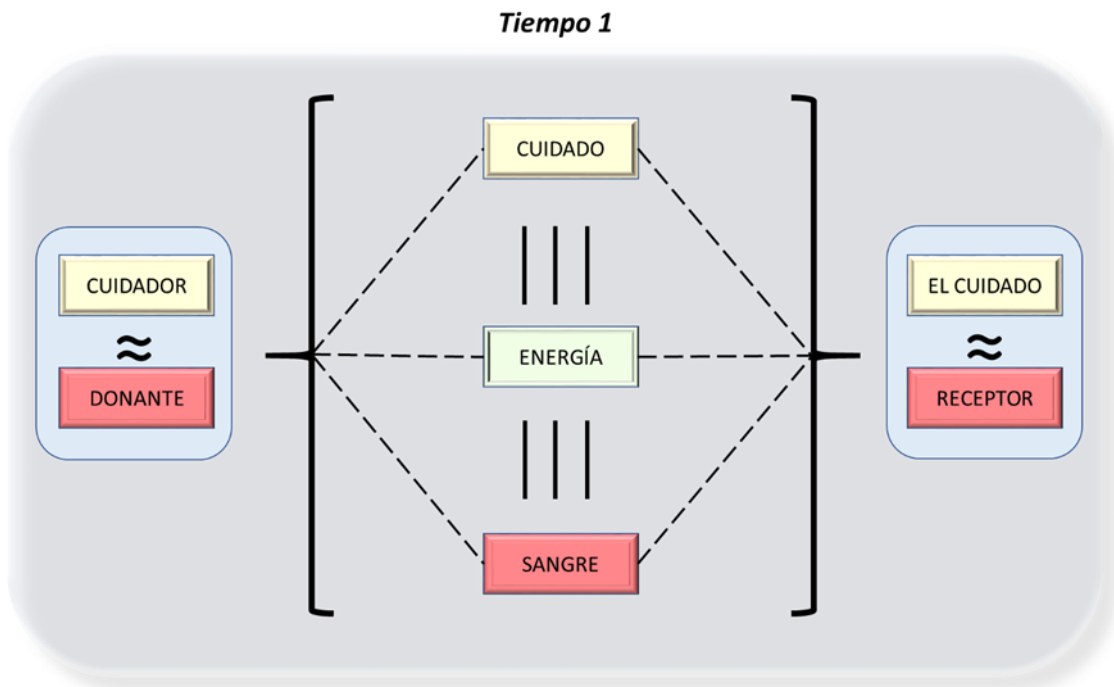 Tiempo 1
CUIDADO
CUIDADOR
≈
DONANTE
ENERGÍA
EL CUIDADO
≈
RECEPTOR
SANGRE